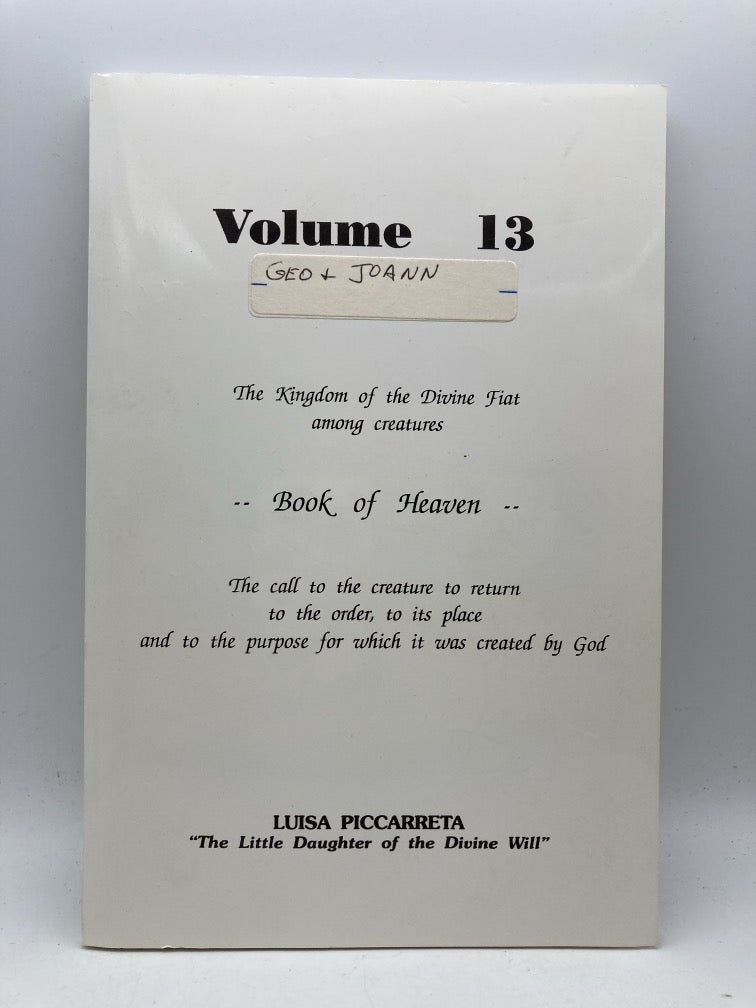 Volume 13
GEO + JOANN
The Kingdom of the Divine Fiat
among creatures
-- Book of Heaven --
The call to the creature to return
to the order, to its place
and to the purpose for which it was created by God
LUISA PICCARRETA
“The Little Daughter of the Divine Will”